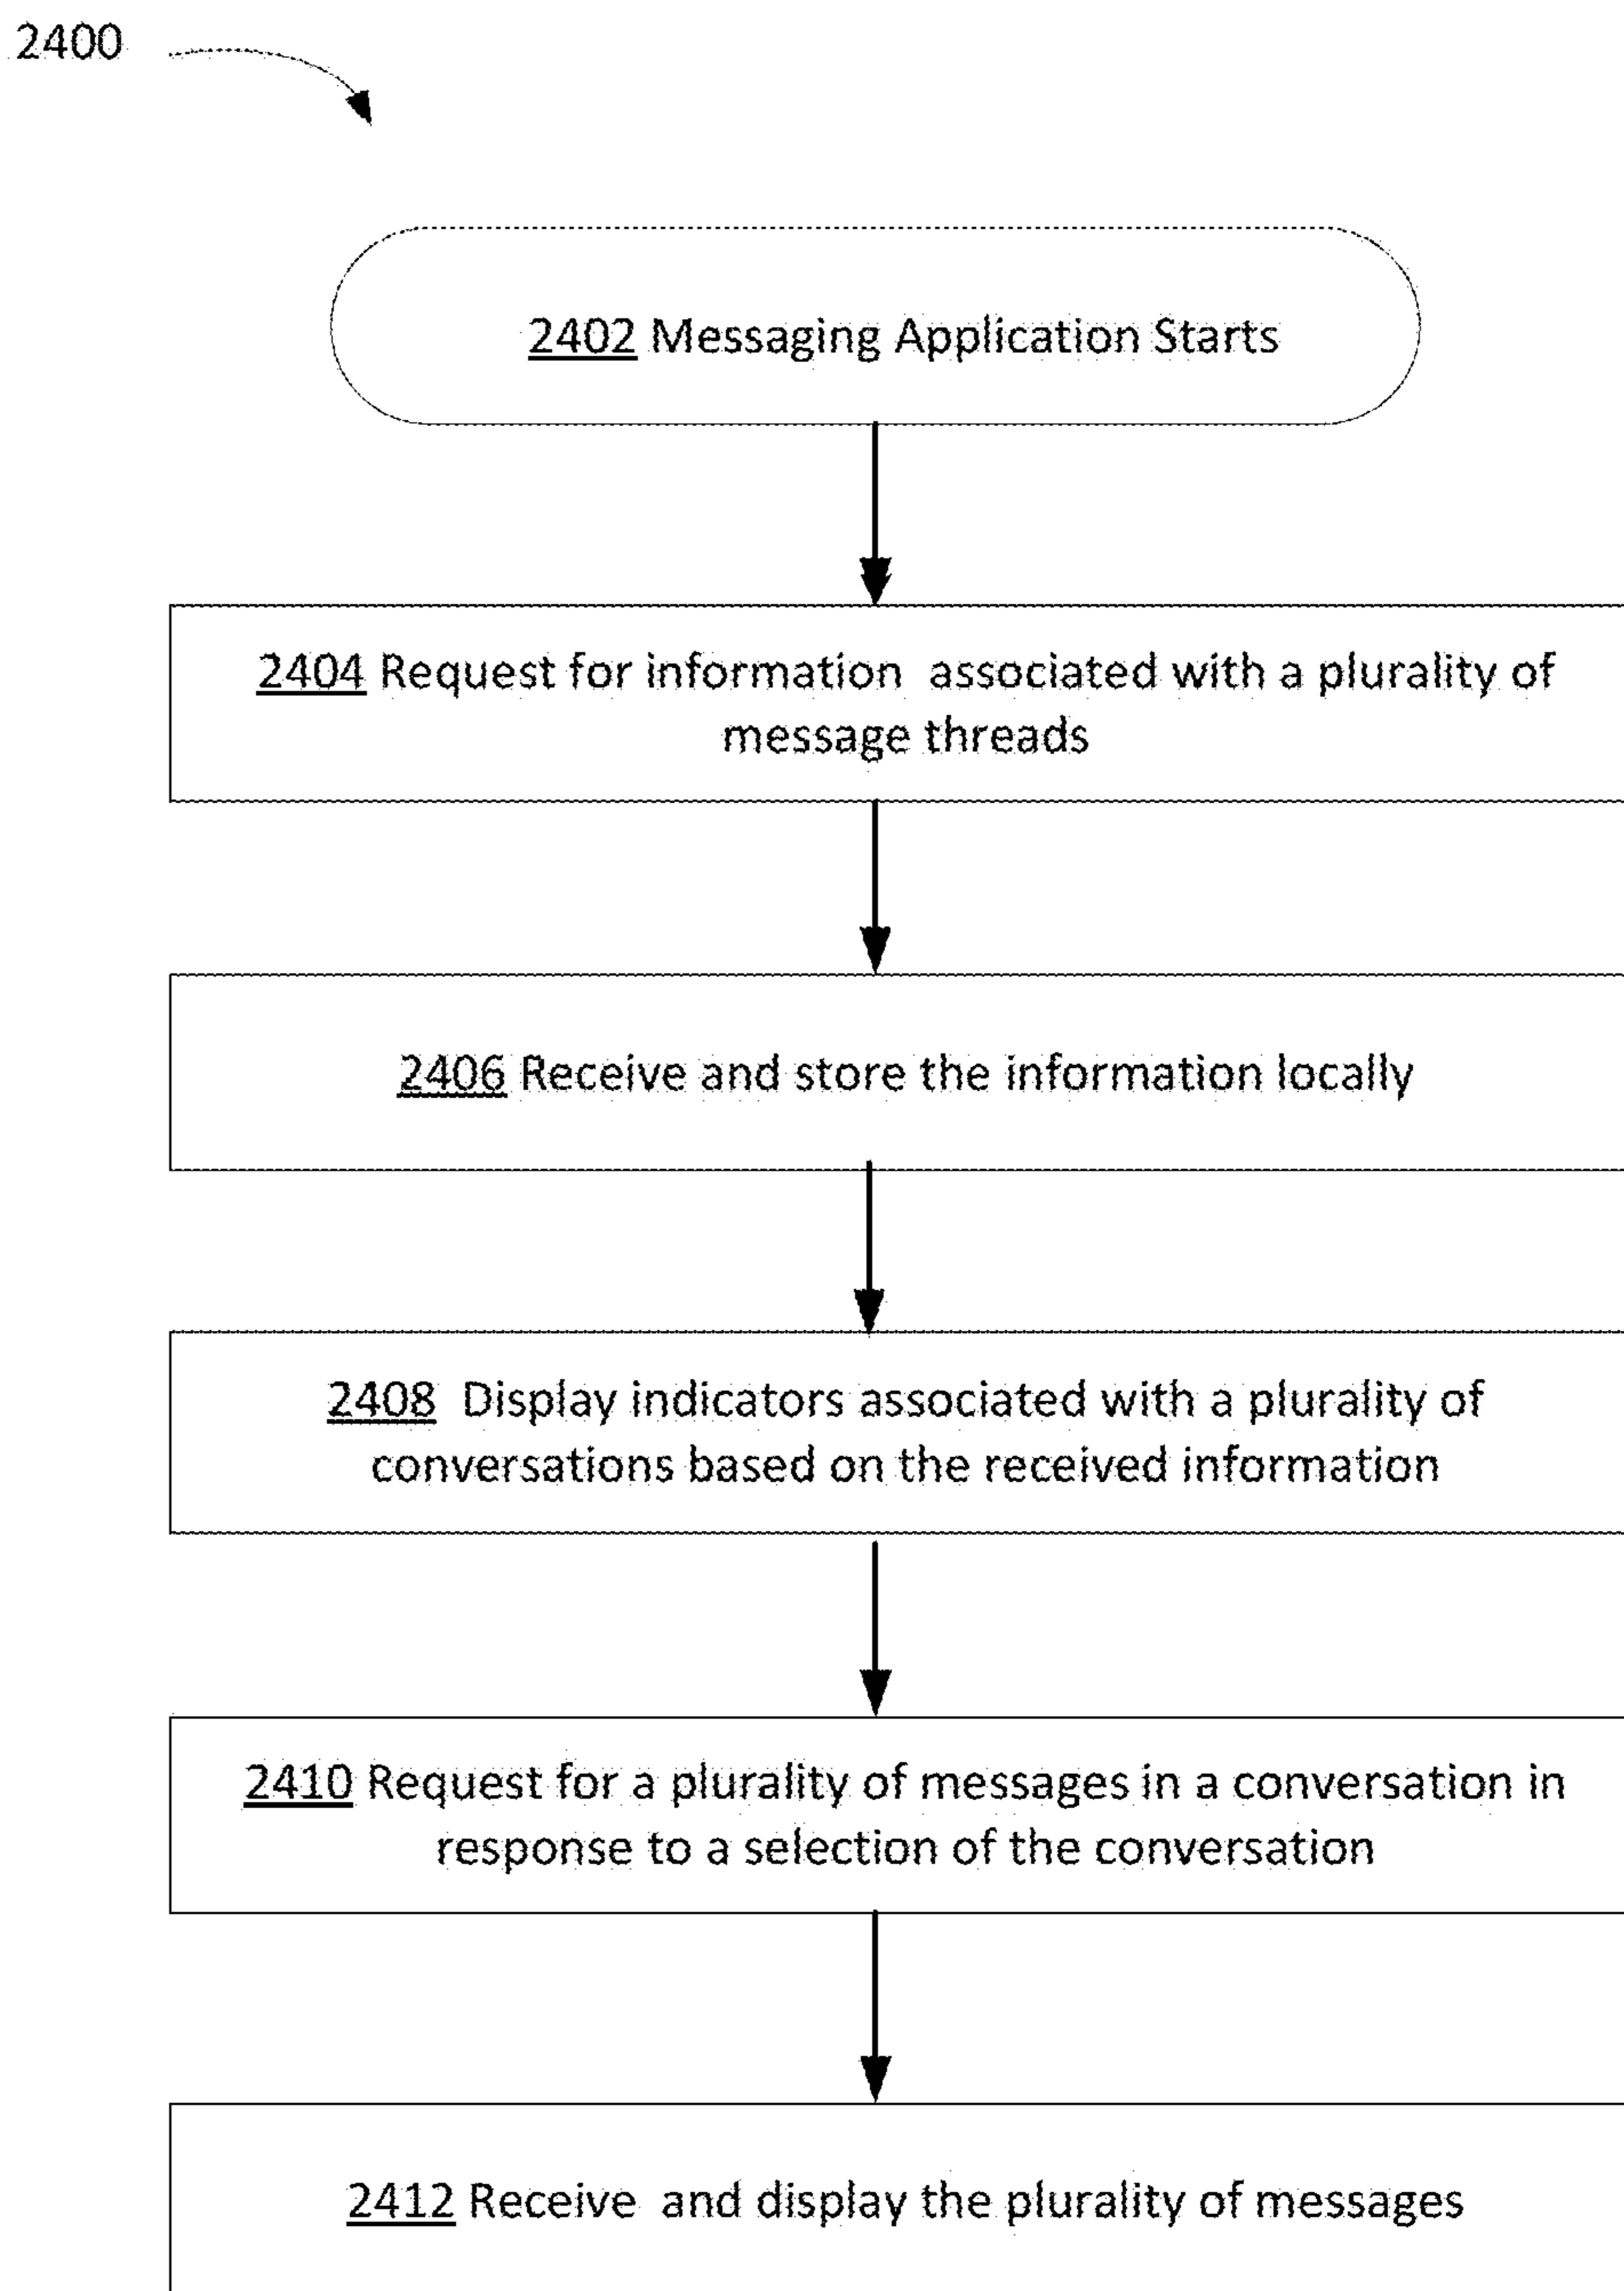 2400
2402 Messaging Application Starts
2404 Request for information associated with a plurality of
message threads
2406 Receive and store the information locally
2408 Display indicators associated with a plurality of
conversations based on the received information
2410 Request for a plurality of messages in a conversation in
response to a selection of the conversation
2412 Receive and display the plurality of messages